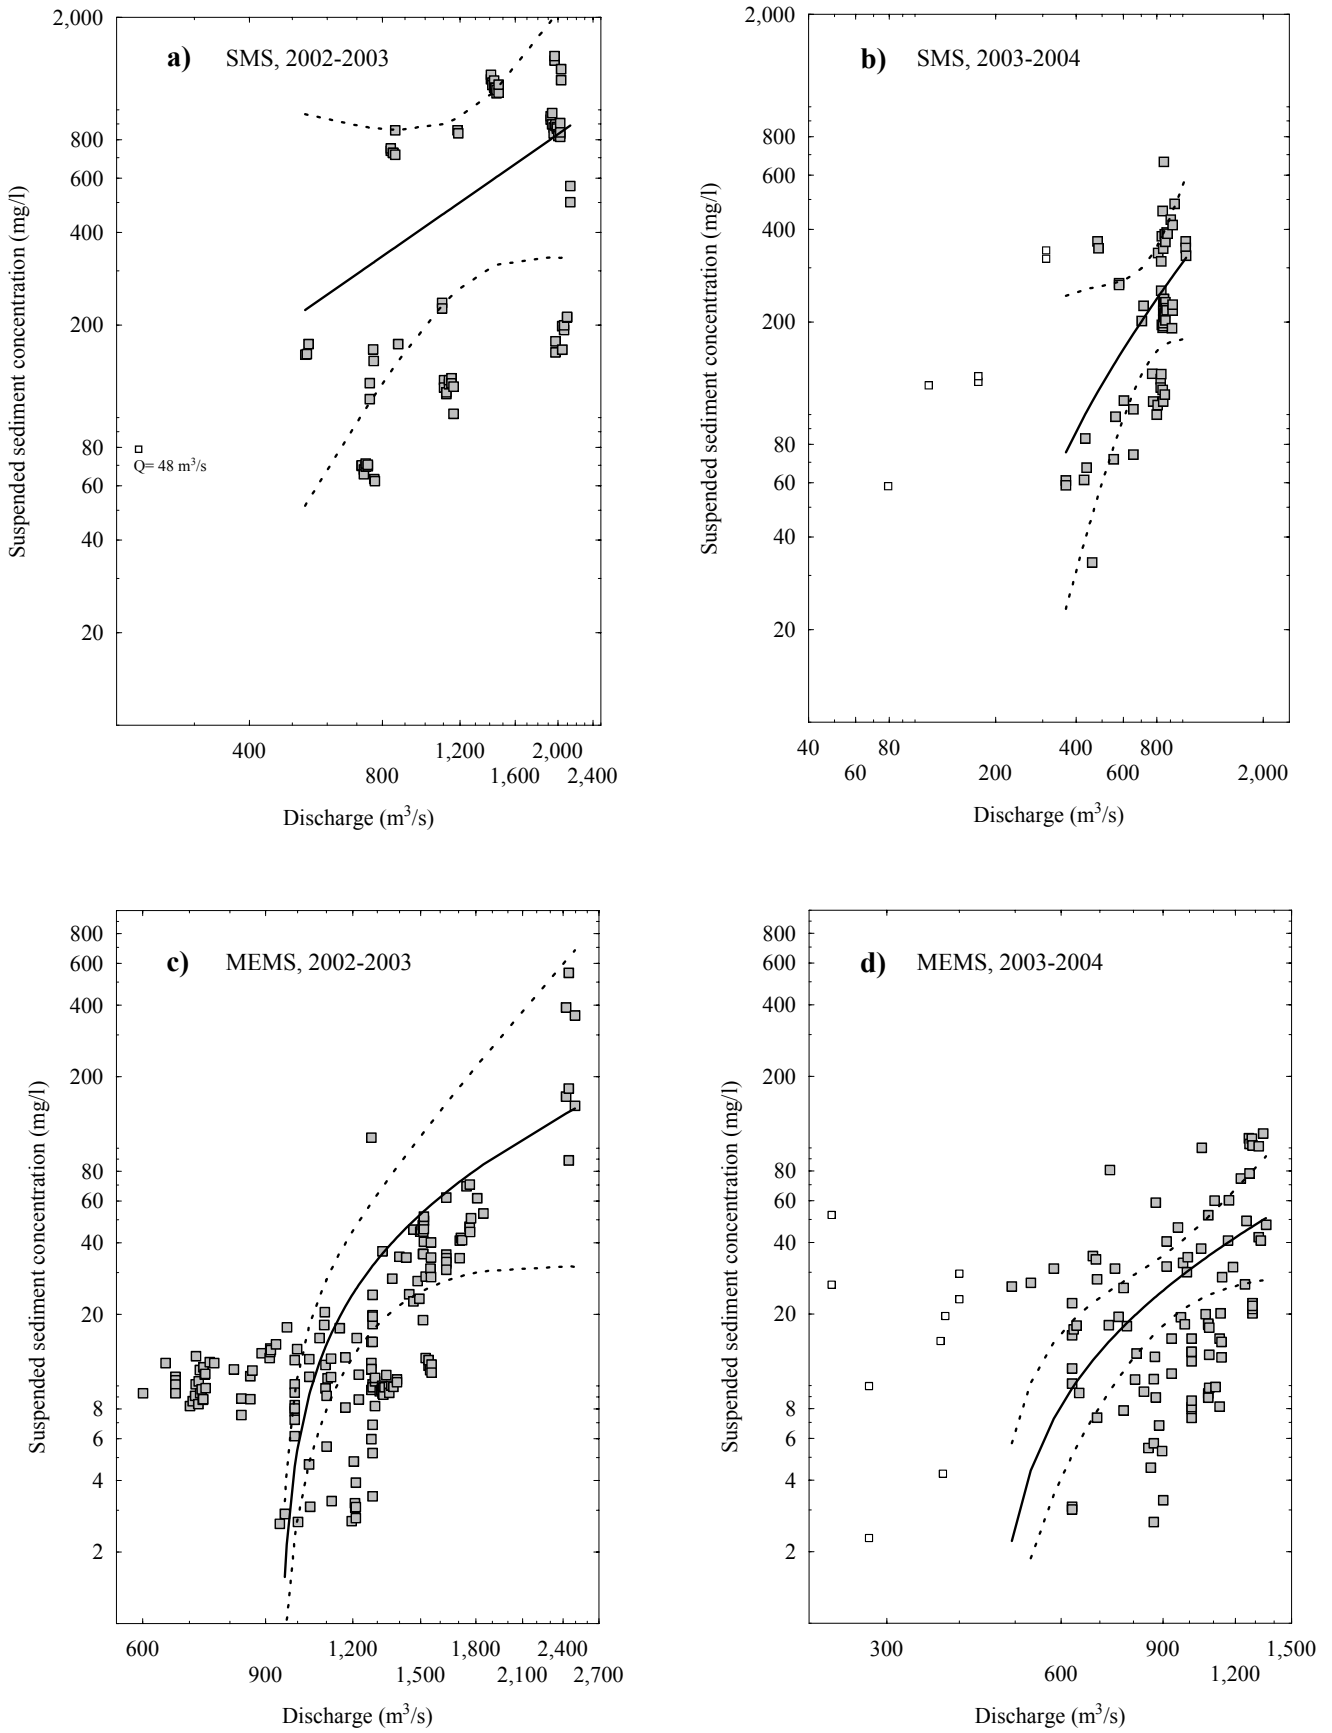 2,000
a) SMS, 2002-2003
800
600
400
200
80
60
40
20
Q= 48 m³/s
Suspended sediment concentration (mg/l)
400 1,200 2,000
800 1,600 2,400
Discharge (m³/s)
2,000
b) SMS, 2003-2004
800
600
400
200
80
60
40
20
Suspended sediment concentration (mg/l)
40 80 400 800
60 200 600 2,000
Discharge (m³/s)
c) MEMS, 2002-2003
800
600
400
200
80
60
40
20
8
6
4
2
Suspended sediment concentration (mg/l)
600 1,200 1,800 2,400
900 1,500 2,100 2,700
Discharge (m³/s)
d) MEMS, 2003-2004
800
600
400
200
80
60
40
20
8
6
4
2
Suspended sediment concentration (mg/l)
300 900 1,500
600 1,200
Discharge (m³/s)